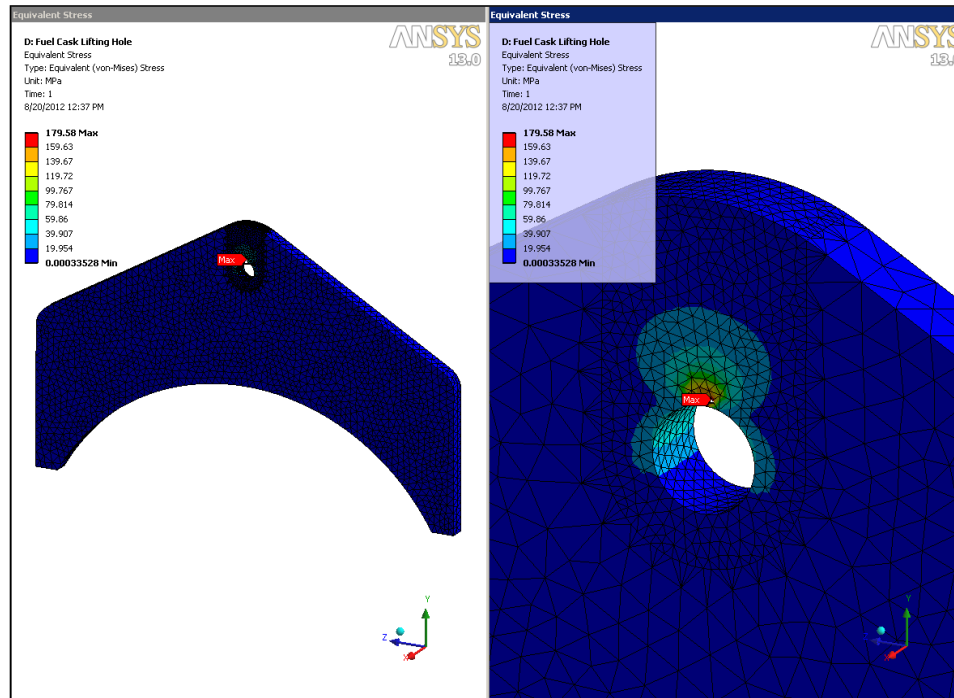 Equivalent Stress
D: Fuel Cask Lifting Hole
Equivalent Stress
Type: Equivalent (von-Mises) Stress
Unit: MPa
Time: 1
8/20/2012 12:37 PM
179.58 Max
159.63
139.67
119.72
99.767
79.814
59.86
39.907
19.954
0.00033528 Min
ANSYS
13.0
Max
Y
Z
X
Equivalent Stress
D: Fuel Cask Lifting Hole
Equivalent Stress
Type: Equivalent (von-Mises) Stress
Unit: MPa
Time: 1
8/20/2012 12:37 PM
179.58 Max
159.63
139.67
119.72
99.767
79.814
59.86
39.907
19.954
0.00033528 Min
ANSYS
13.0
Max
Y
X